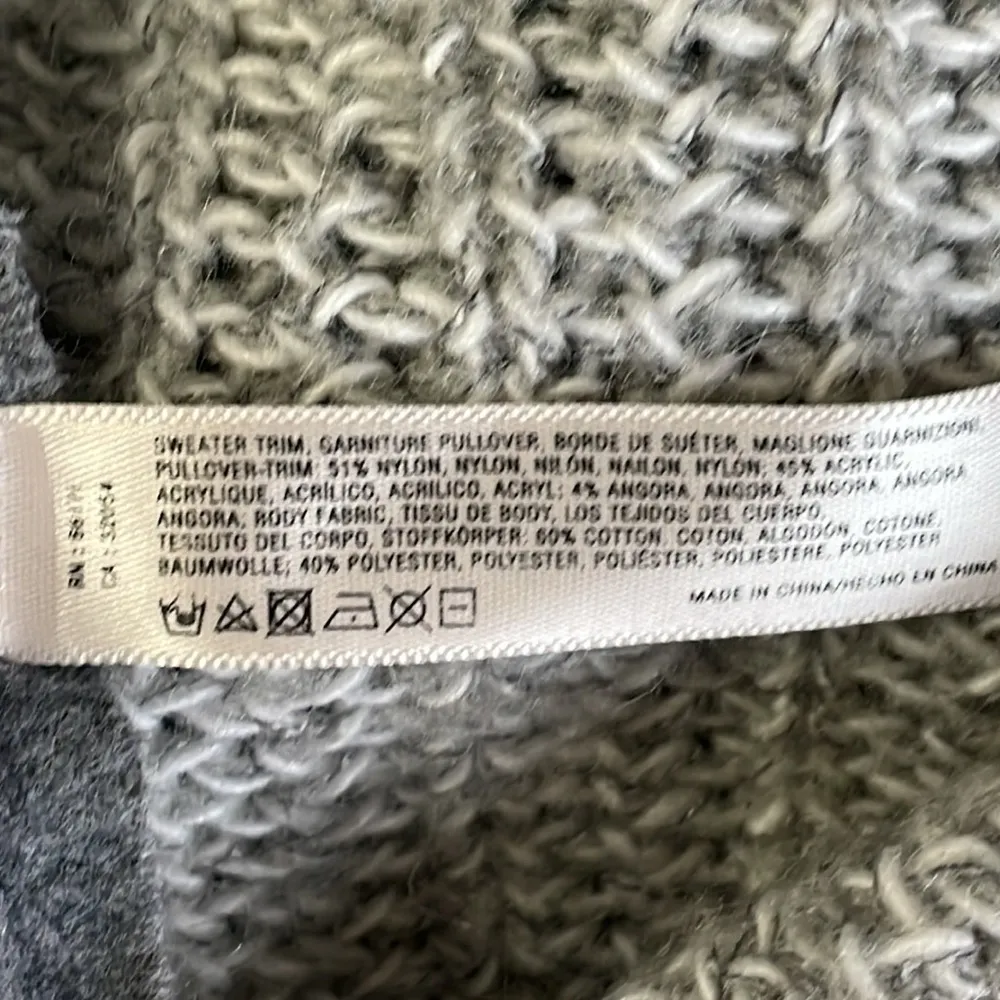 SWEATER TRIM, GARNITURE PULLOVER, BORDE DE SUÉTER, MAGLIONE GUARNIZIONI,
PULLOVER-TRIM: 51% NYLON, NYLON, NILÓN, NAILON, NYLON; 45% ACRYLIC,
ACRYLIQUE, ACRÍLICO, ACRILICO, ACRYL; 4% ANGORA, ANGORA, ANGORA, ANGORA
ANGORA; BODY FABRIC, TISSU DE BODY, LOS TEJIDOS DEL CUERPO,
TESSUTO DEL CORPO, STOFFKÖRPER: 60% COTTON, COTON, ALGODÓN, COTONE,
BAUMWOLLE; 40% POLYESTER, POLYESTER, POLIÉSTER, POLIESTERE, POLYESTER
MADE IN CHINA/HECHO EN CHINA
RN:
CA: